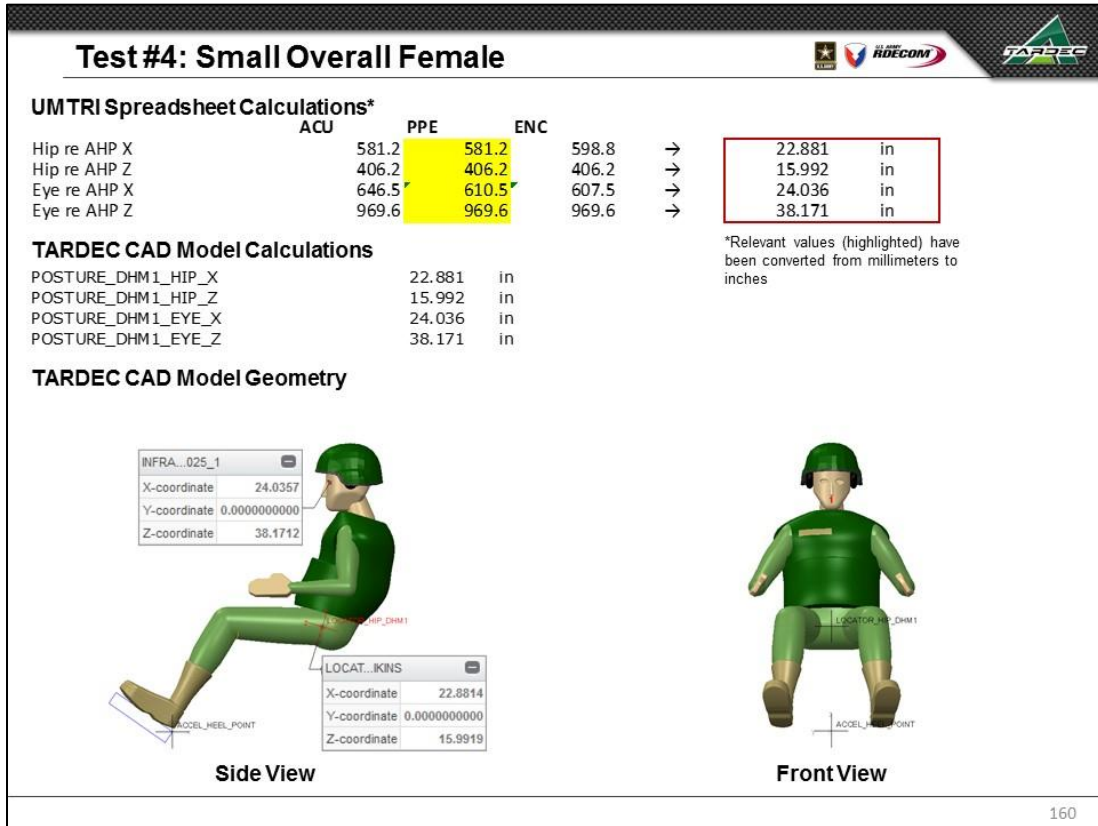 Test #4: Small Overall Female
U.S. ARMY
U.S. ARMY
RDECOM
TARDEC
UMTRI Spreadsheet Calculations*
ACU PPE ENC
Hip re AHP X 581.2 581.2 598.8 → 22.881 in
Hip re AHP Z 406.2 406.2 406.2 → 15.992 in
Eye re AHP X 646.5 610.5 607.5 → 24.036 in
Eye re AHP Z 969.6 969.6 969.6 → 38.171 in
*Relevant values (highlighted) have
been converted from millimeters to
inches
TARDEC CAD Model Calculations
POSTURE_DHM1_HIP_X 22.881 in
POSTURE_DHM1_HIP_Z 15.992 in
POSTURE_DHM1_EYE_X 24.036 in
POSTURE_DHM1_EYE_Z 38.171 in
TARDEC CAD Model Geometry
INFRA...025_1
X-coordinate 24.0357
Y-coordinate 0.0000000000
Z-coordinate 38.1712
LOCATOR_HIP_DHM1
LOCAT...IKINS
X-coordinate 22.8814
Y-coordinate 0.0000000000
Z-coordinate 15.9919
ACCEL_HEEL_POINT
Side View
LOCATOR_HIP_DHM1
ACCEL_HEEL_POINT
Front View
160